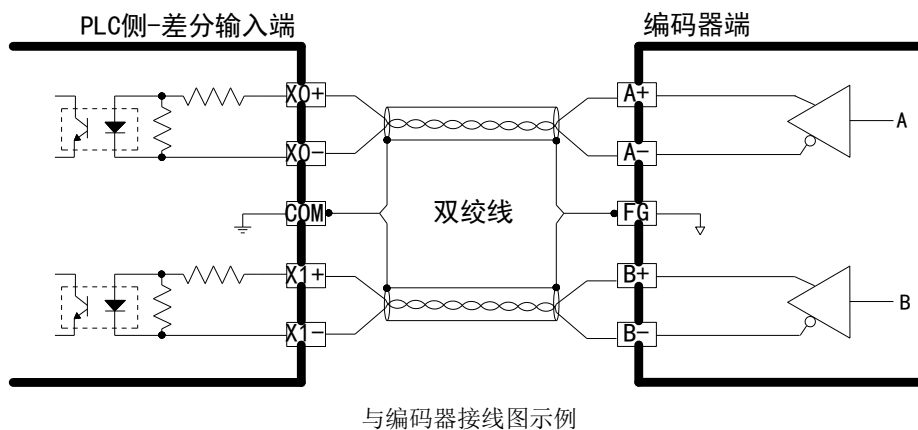 PLC侧-差分输入端 编码器端
X0+ A+
A
X0- A-
COM 双绞线 FG
X1+ B+
B
X1- B-
与编码器接线图示例